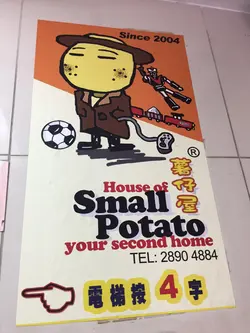 Since 2004
薯仔屋
®
House of
Small
Potato
your second home
TEL: 2890 4884
電梯按4字